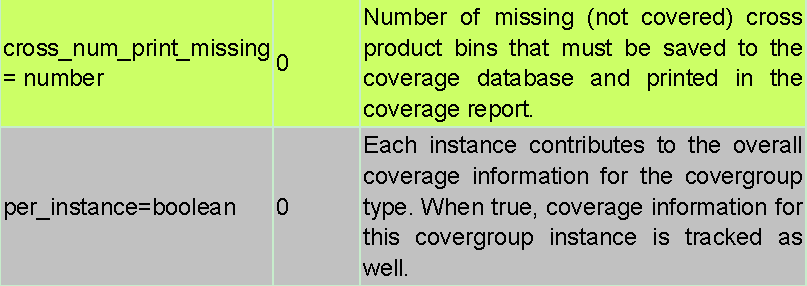 cross_num_print_missing
= number
0
Number of missing (not covered) cross
product bins that must be saved to the
coverage database and printed in the
coverage report.
per_instance=boolean
0
Each instance contributes to the overall
coverage information for the covergroup
type. When true, coverage information for
this covergroup instance is tracked as
well.